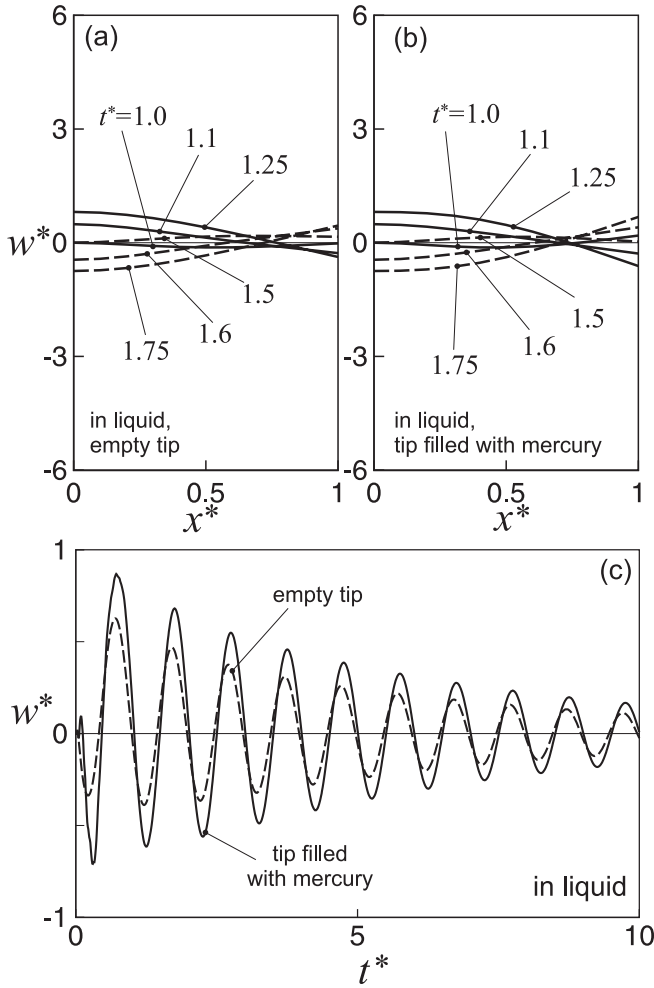 6
(a)
(b)
6
t*=1.0
1.1
1.25
t*=1.0
1.1
1.25
3
3
w*
0
0
1.5
1.6
1.75
1.5
1.6
1.75
-3
-3
in liquid,
empty tip
in liquid,
tip filled with mercury
-6
-6
0
0.5
1
0
0.5
1
x*
x*
1
(c)
empty tip
w*
0
tip filled
with mercury
in liquid
-1
0
5
10
t*